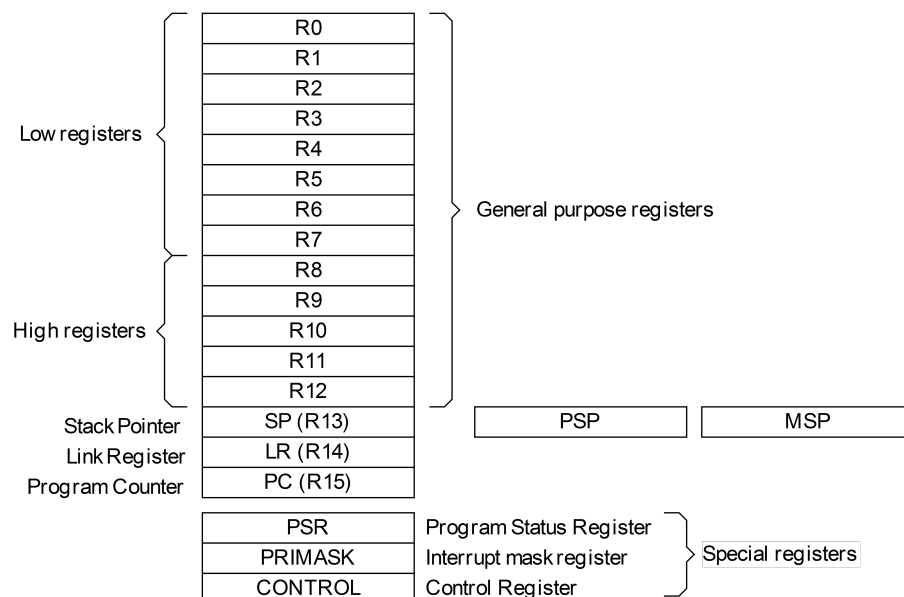 R0
R1
R2
R3
Low registers
R4
R5
R6
General purpose registers
R7
R8
R9
High registers
R10
R11
R12
Stack Pointer SP (R13) PSP MSP
Link Register LR (R14)
Program Counter PC (R15)
PSR Program Status Register
PRIMASK Interrupt mask register Special registers
CONTROL Control Register